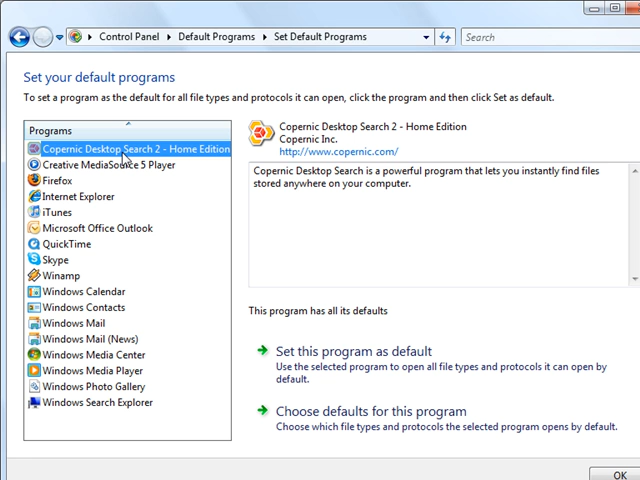 Control Panel Default Programs Set Default Programs Search
Set your default programs
To set a program as the default for all file types and protocols it can open, click the program and then click Set as default.
Programs
Copernic Desktop Search 2 - Home Edition
Creative MediaSource 5 Player
Firefox
Internet Explorer
iTunes
Microsoft Office Outlook
QuickTime
Skype
Winamp
Windows Calendar
Windows Contacts
Windows Mail
Windows Mail (News)
Windows Media Center
Windows Media Player
Windows Photo Gallery
Windows Search Explorer
Copernic Desktop Search 2 - Home Edition
Copernic Inc.
http://www.copernic.com/
Copernic Desktop Search is a powerful program that lets you instantly find files
stored anywhere on your computer.
This program has all its defaults
Set this program as default
Use the selected program to open all file types and protocols it can open by
default.
Choose defaults for this program
Choose which file types and protocols the selected program opens by default.
OK